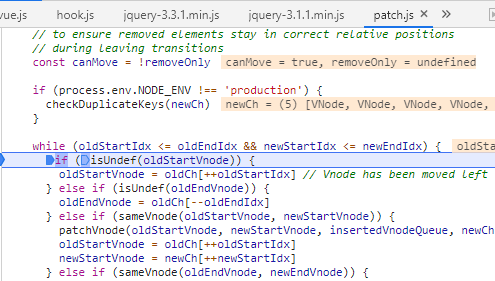 vue.js hook.js jquery-3.3.1.min.js jquery-3.1.1.min.js patch.js × »
// to ensure removed elements stay in correct relative positions
// during leaving transitions
const canMove = !removeOnly canMove = true, removeOnly = undefined
if (process.env.NODE_ENV !== 'production') {
checkDuplicateKeys(newCh) newCh = (5) [VNode, VNode, VNode, VNode,
}
while (oldStartIdx <= oldEndIdx && newStartIdx <= newEndIdx) { oldSta
if (isUndef(oldStartVnode)) {
oldStartVnode = oldCh[++oldStartIdx] // Vnode has been moved left
} else if (isUndef(oldEndVnode)) {
oldEndVnode = oldCh[--oldEndIdx]
} else if (sameVnode(oldStartVnode, newStartVnode)) {
patchVnode(oldStartVnode, newStartVnode, insertedVnodeQueue, newCh
oldStartVnode = oldCh[++oldStartIdx]
newStartVnode = newCh[++newStartIdx]
} else if (sameVnode(oldEndVnode, newEndVnode)) {